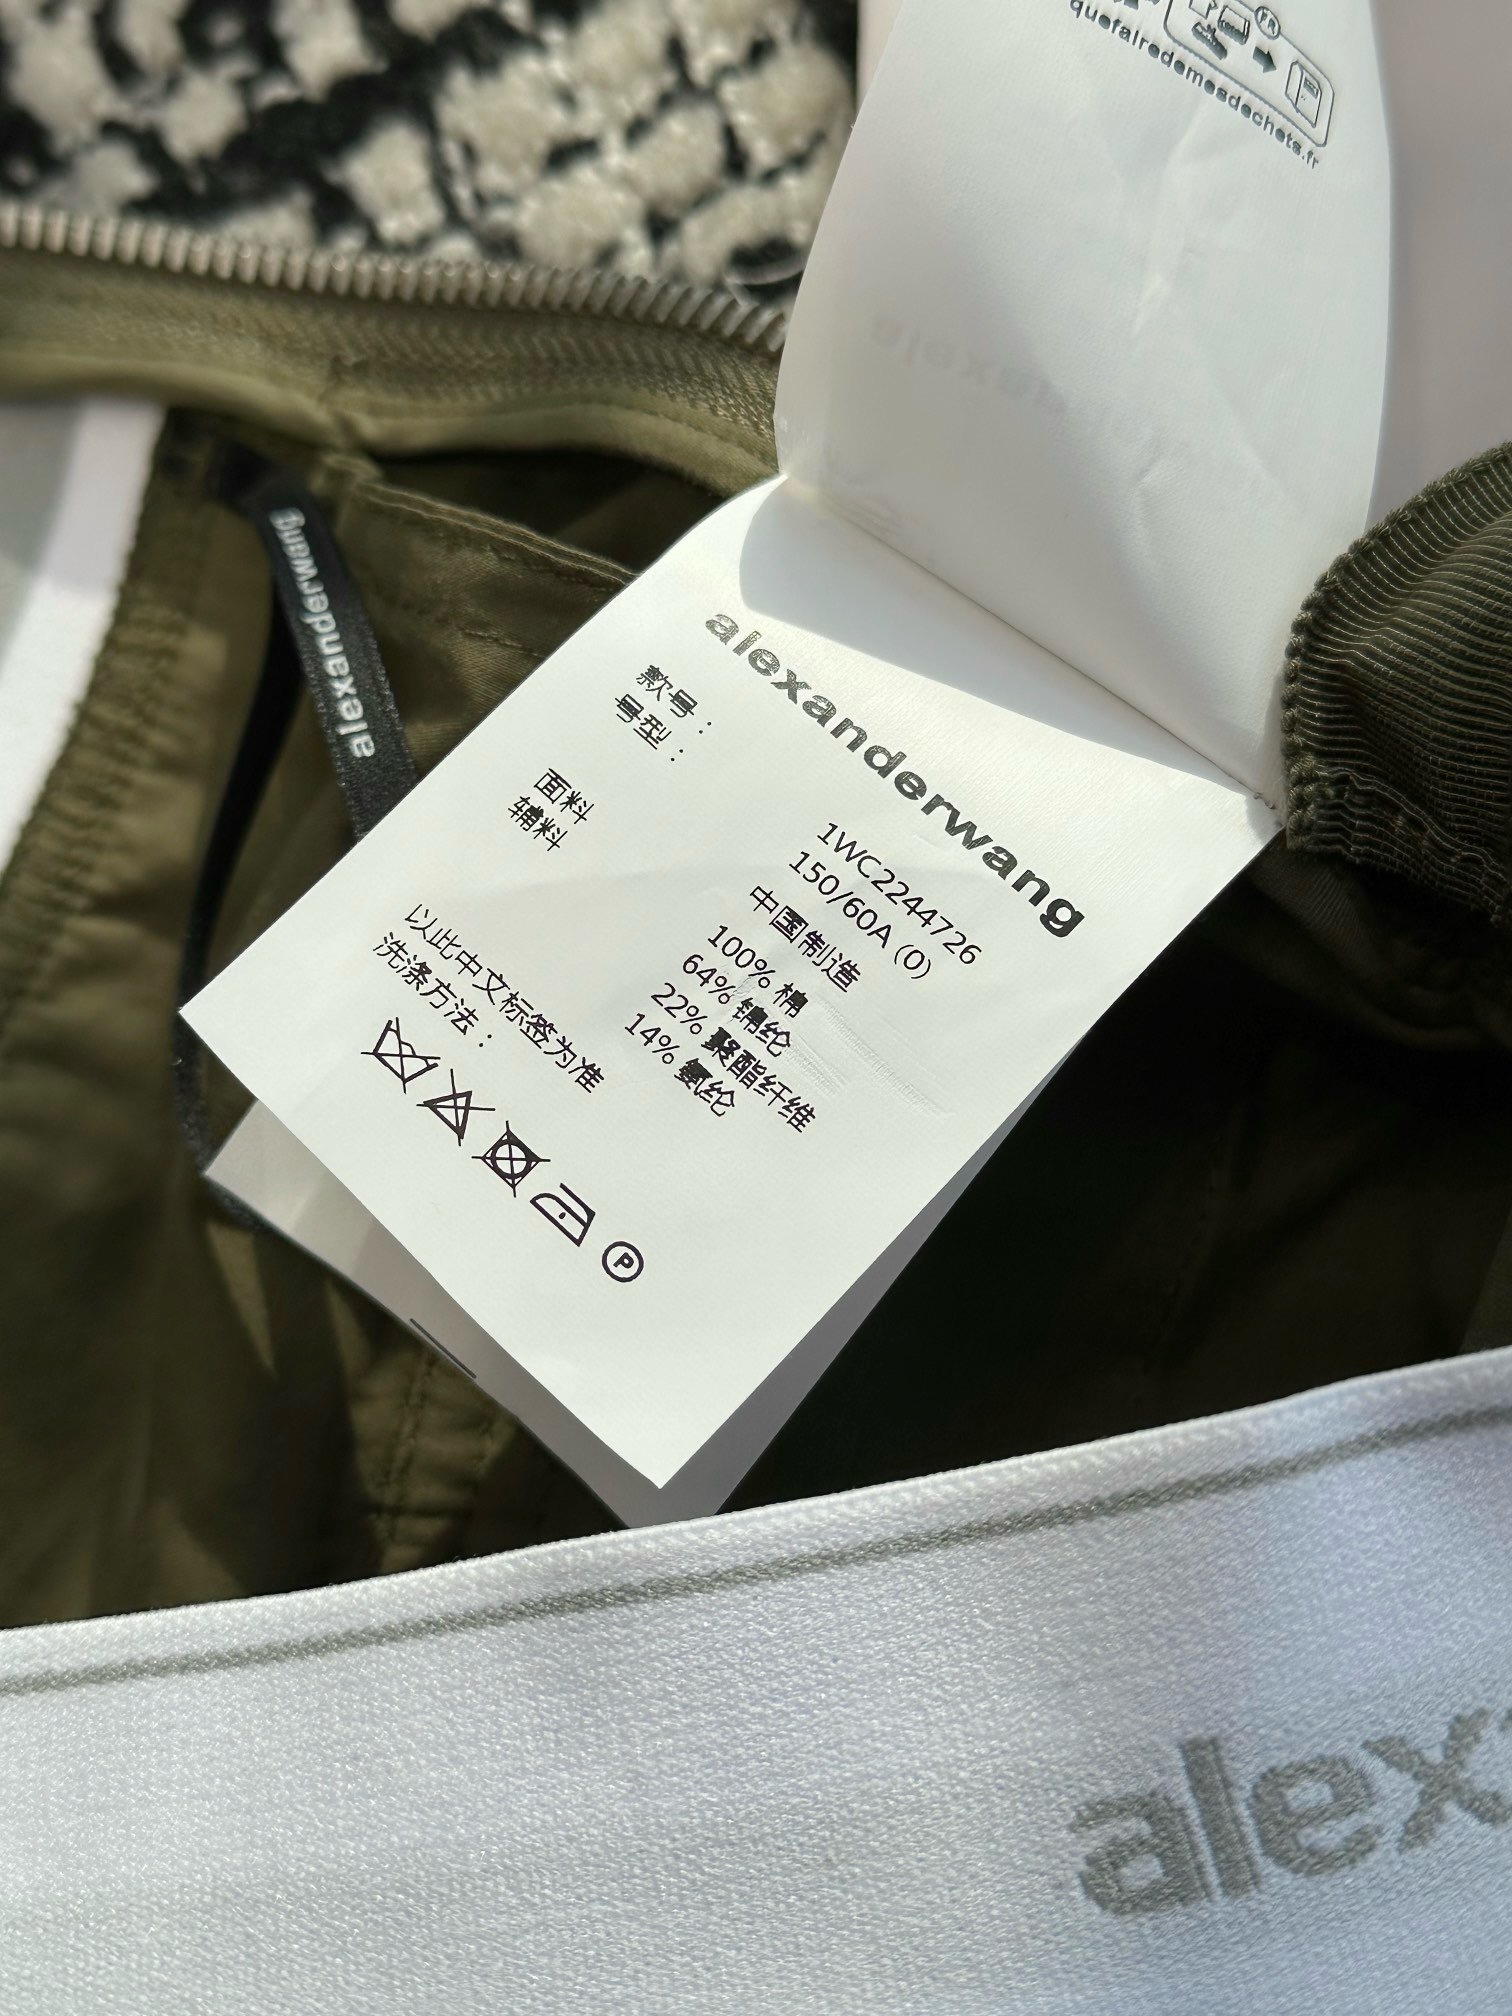 FR
quefairedemesdechets.fr
alexanderwang
alexanderwang
款号： 1WC2244726
号型： 150/60A (0)
中国制造
面料 100% 棉
辅料 64% 锦纶
22% 聚酯纤维
14% 氨纶
以此中文标签为准
洗涤方法：
P
alex